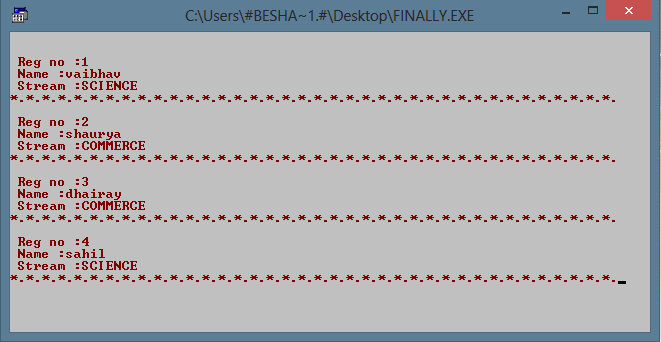 C:\Users\#BESHA~1.#\Desktop\FINALLY.EXE
Reg no :1
Name :vaibhav
Stream :SCIENCE
*.*.*.*.*.*.*.*.*.*.*.*.*.*.*.*.*.*.*.*.*.*.*.*.*.*.*.*.*.*.*.*.*.*.*.*.*.*.
Reg no :2
Name :shaurya
Stream :COMMERCE
*.*.*.*.*.*.*.*.*.*.*.*.*.*.*.*.*.*.*.*.*.*.*.*.*.*.*.*.*.*.*.*.*.*.*.*.*.*.
Reg no :3
Name :dhairay
Stream :COMMERCE
*.*.*.*.*.*.*.*.*.*.*.*.*.*.*.*.*.*.*.*.*.*.*.*.*.*.*.*.*.*.*.*.*.*.*.*.*.*.
Reg no :4
Name :sahil
Stream :SCIENCE
*.*.*.*.*.*.*.*.*.*.*.*.*.*.*.*.*.*.*.*.*.*.*.*.*.*.*.*.*.*.*.*.*.*.*.*.*.*.